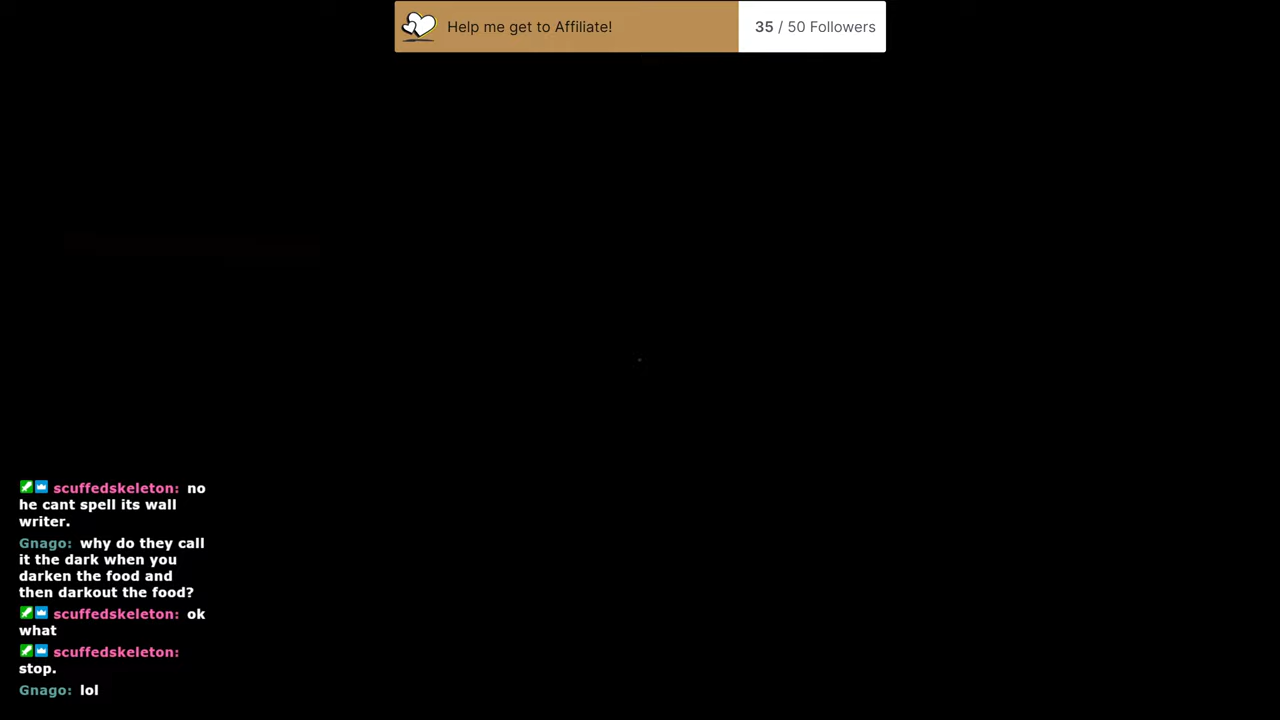 Help me get to Affiliate!
35 / 50 Followers
scuffedskeleton: no
he cant spell its wall
writer.
Gnago: why do they call
it the dark when you
darken the food and
then darkout the food?
scuffedskeleton: ok
what
scuffedskeleton:
stop.
Gnago: lol